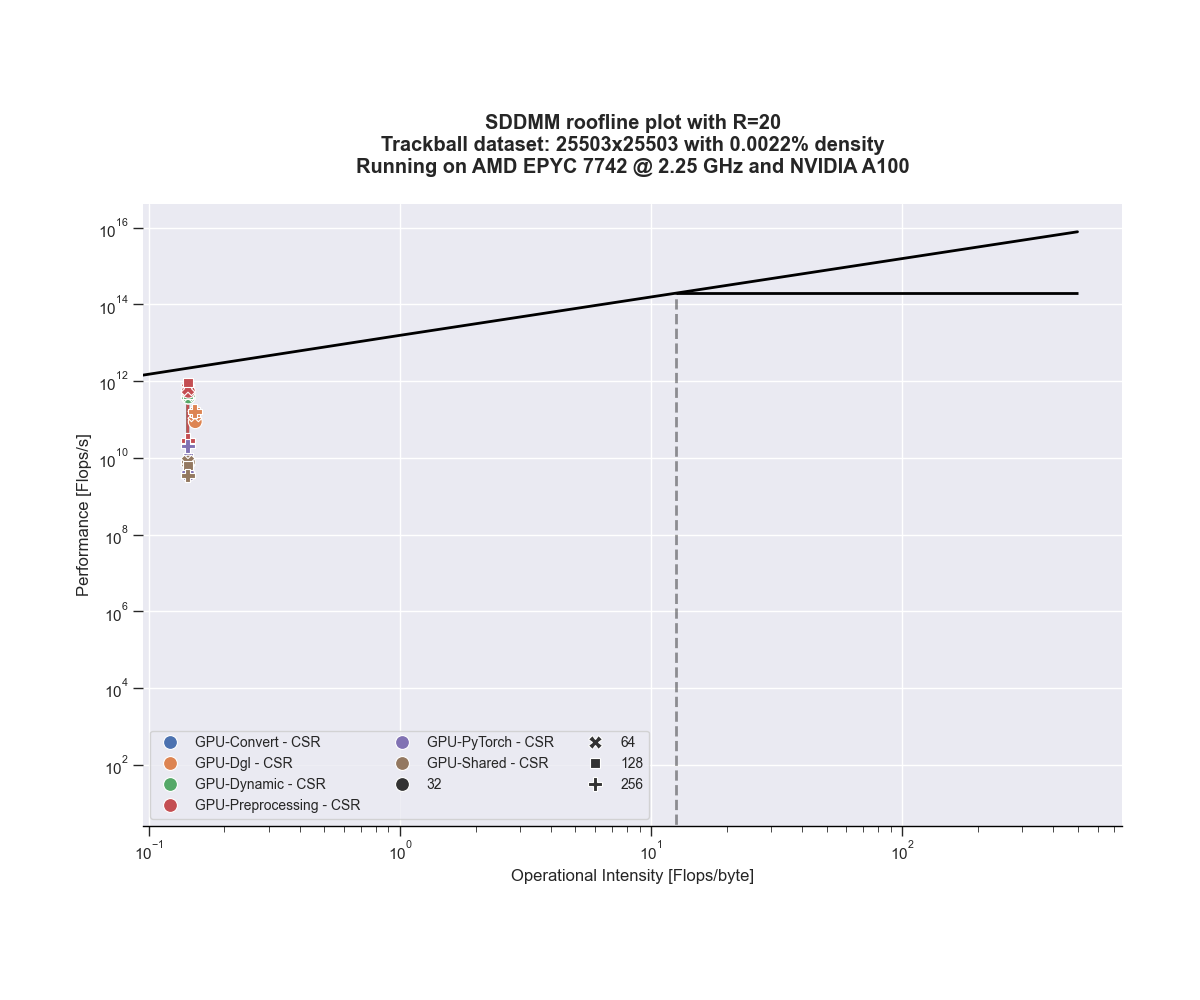 SDDMM roofline plot with R=20
Trackball dataset: 25503x25503 with 0.0022% density
Running on AMD EPYC 7742 @ 2.25 GHz and NVIDIA A100
Performance [Flops/s]
10^16
10^14
10^12
10^10
10^8
10^6
10^4
10^2
GPU-Convert - CSR
GPU-Dgl - CSR
GPU-Dynamic - CSR
GPU-Preprocessing - CSR
GPU-PyTorch - CSR
GPU-Shared - CSR
32
64
128
256
10^−1
10^0
10^1
10^2
Operational Intensity [Flops/byte]